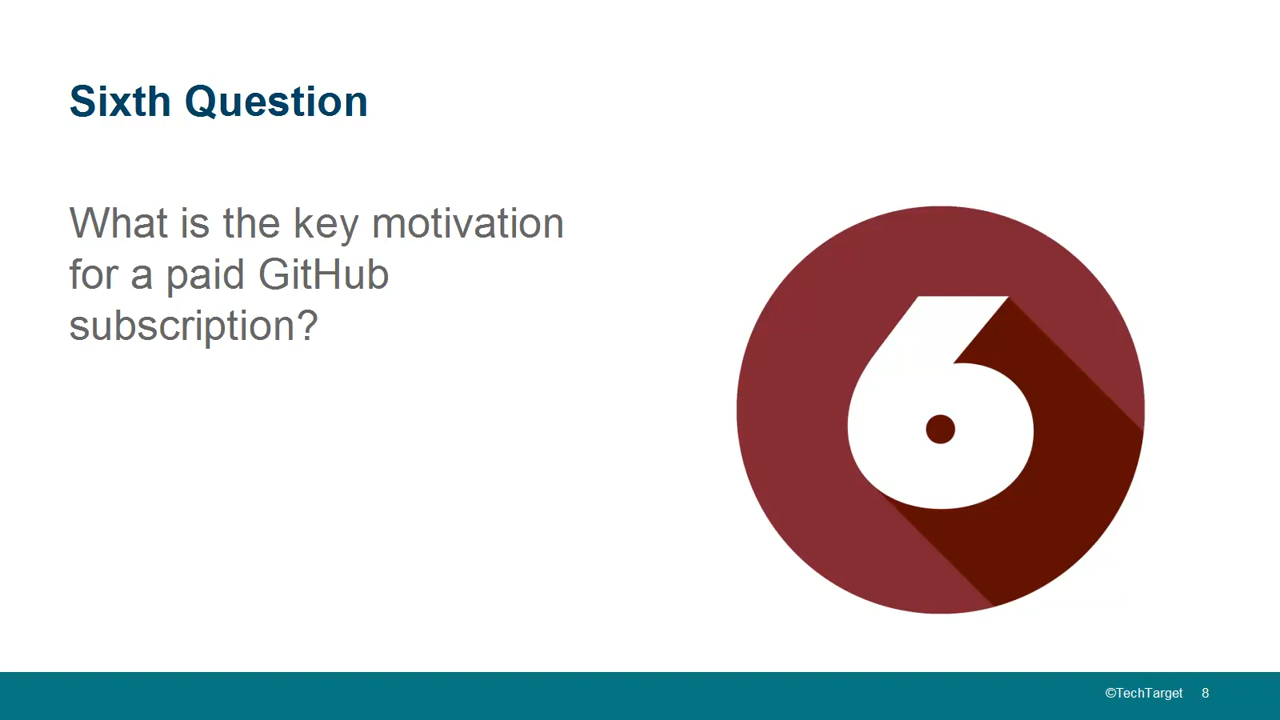 Sixth Question
What is the key motivation
for a paid GitHub
subscription?
6
©TechTarget 8